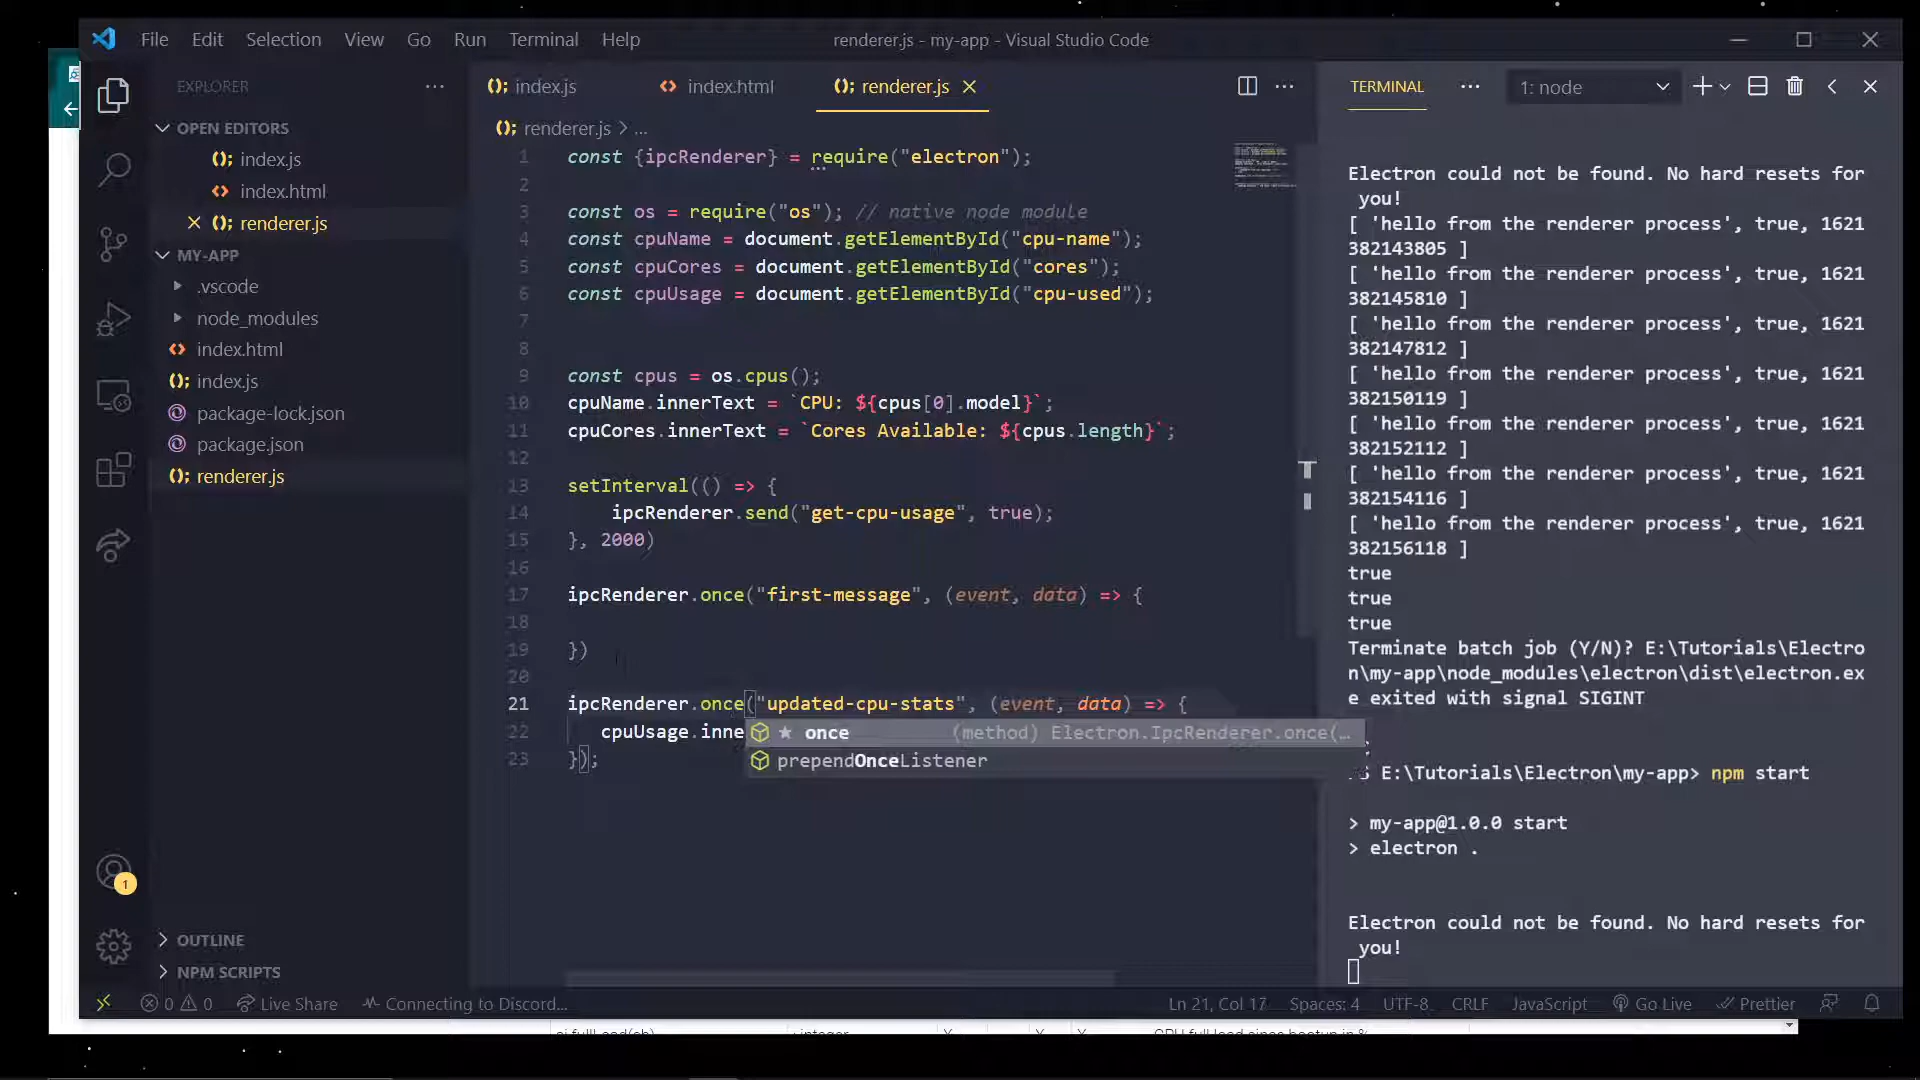 File Edit Selection View Go Run Terminal Help
renderer.js - my-app - Visual Studio Code
EXPLORER
OPEN EDITORS
index.js
index.html
renderer.js
MY-APP
.vscode
node_modules
index.html
index.js
package-lock.json
package.json
renderer.js
OUTLINE
NPM SCRIPTS
1
index.js
index.html
renderer.js
renderer.js > ...
1 const {ipcRenderer} = require("electron");
2
3 const os = require("os"); // native node module
4 const cpuName = document.getElementById("cpu-name");
5 const cpuCores = document.getElementById("cores");
6 const cpuUsage = document.getElementById("cpu-used");
7
8
9 const cpus = os.cpus();
10 cpuName.innerText = `CPU: ${cpus[0].model}`;
11 cpuCores.innerText = `Cores Available: ${cpus.length}`;
12
13 setInterval(() => {
14 ipcRenderer.send("get-cpu-usage", true);
15 }, 2000)
16
17 ipcRenderer.once("first-message", (event, data) => {
18
19 })
20
21 ipcRenderer.once("updated-cpu-stats", (event, data) => {
22 cpuUsage.inne
23 });
once (method) Electron.IpcRenderer.once(…
prependOnceListener
TERMINAL
1: node
Electron could not be found. No hard resets for
you!
[ 'hello from the renderer process', true, 1621
382143805 ]
[ 'hello from the renderer process', true, 1621
382145810 ]
[ 'hello from the renderer process', true, 1621
382147812 ]
[ 'hello from the renderer process', true, 1621
382150119 ]
[ 'hello from the renderer process', true, 1621
382152112 ]
[ 'hello from the renderer process', true, 1621
382154116 ]
[ 'hello from the renderer process', true, 1621
382156118 ]
true
true
true
Terminate batch job (Y/N)? E:\Tutorials\Electro
n\my-app\node_modules\electron\dist\electron.ex
e exited with signal SIGINT
E:\Tutorials\Electron\my-app> npm start
> my-app@1.0.0 start
> electron .
Electron could not be found. No hard resets for
you!
0 0 Live Share Connecting to Discord...
Ln 21, Col 17 Spaces: 4 UTF-8 CRLF JavaScript Go Live Prettier